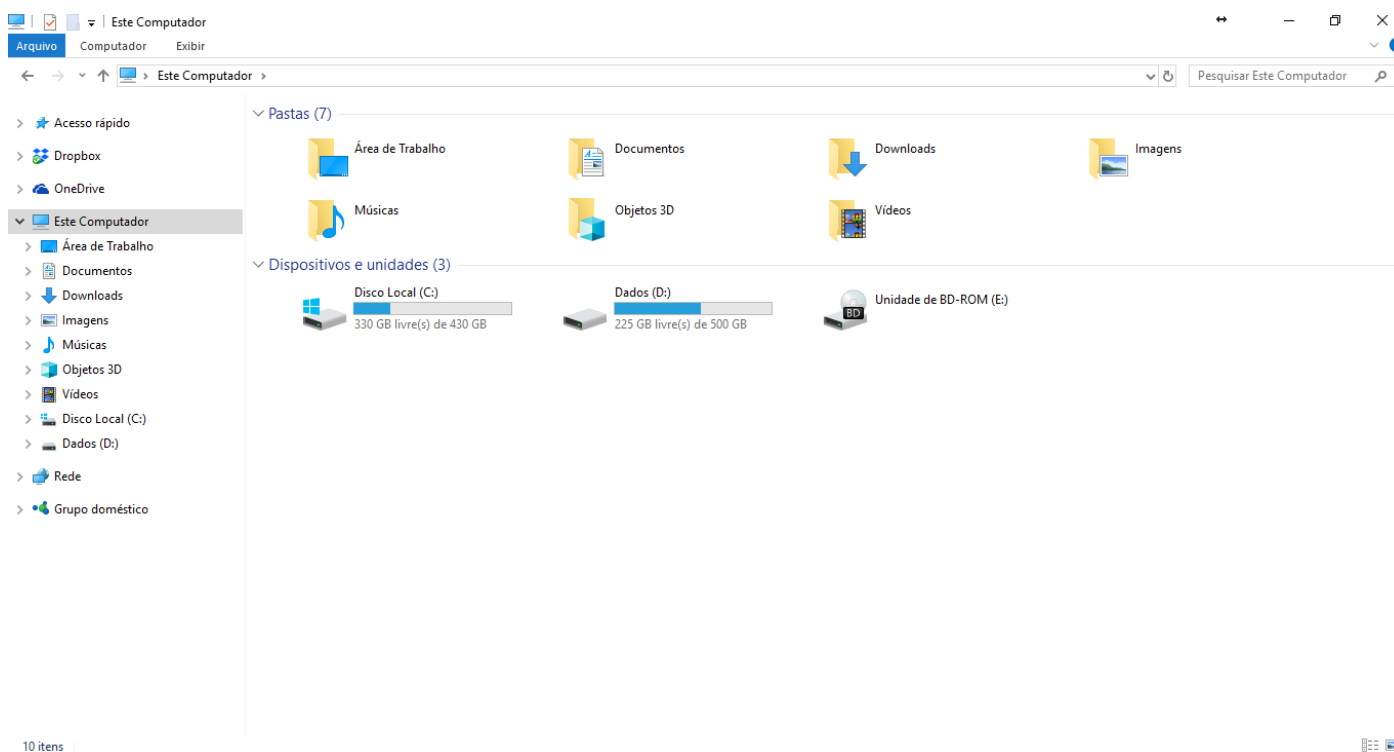 Este Computador
Arquivo Computador Exibir
Este Computador
Pesquisar Este Computador
Acesso rápido
Dropbox
OneDrive
Este Computador
Área de Trabalho
Documentos
Downloads
Imagens
Músicas
Objetos 3D
Vídeos
Disco Local (C:)
Dados (D:)
Rede
Grupo doméstico
Pastas (7)
Área de Trabalho
Documentos
Downloads
Imagens
Músicas
Objetos 3D
Vídeos
Dispositivos e unidades (3)
Disco Local (C:)
330 GB livre(s) de 430 GB
Dados (D:)
225 GB livre(s) de 500 GB
BD
Unidade de BD-ROM (E:)
10 itens